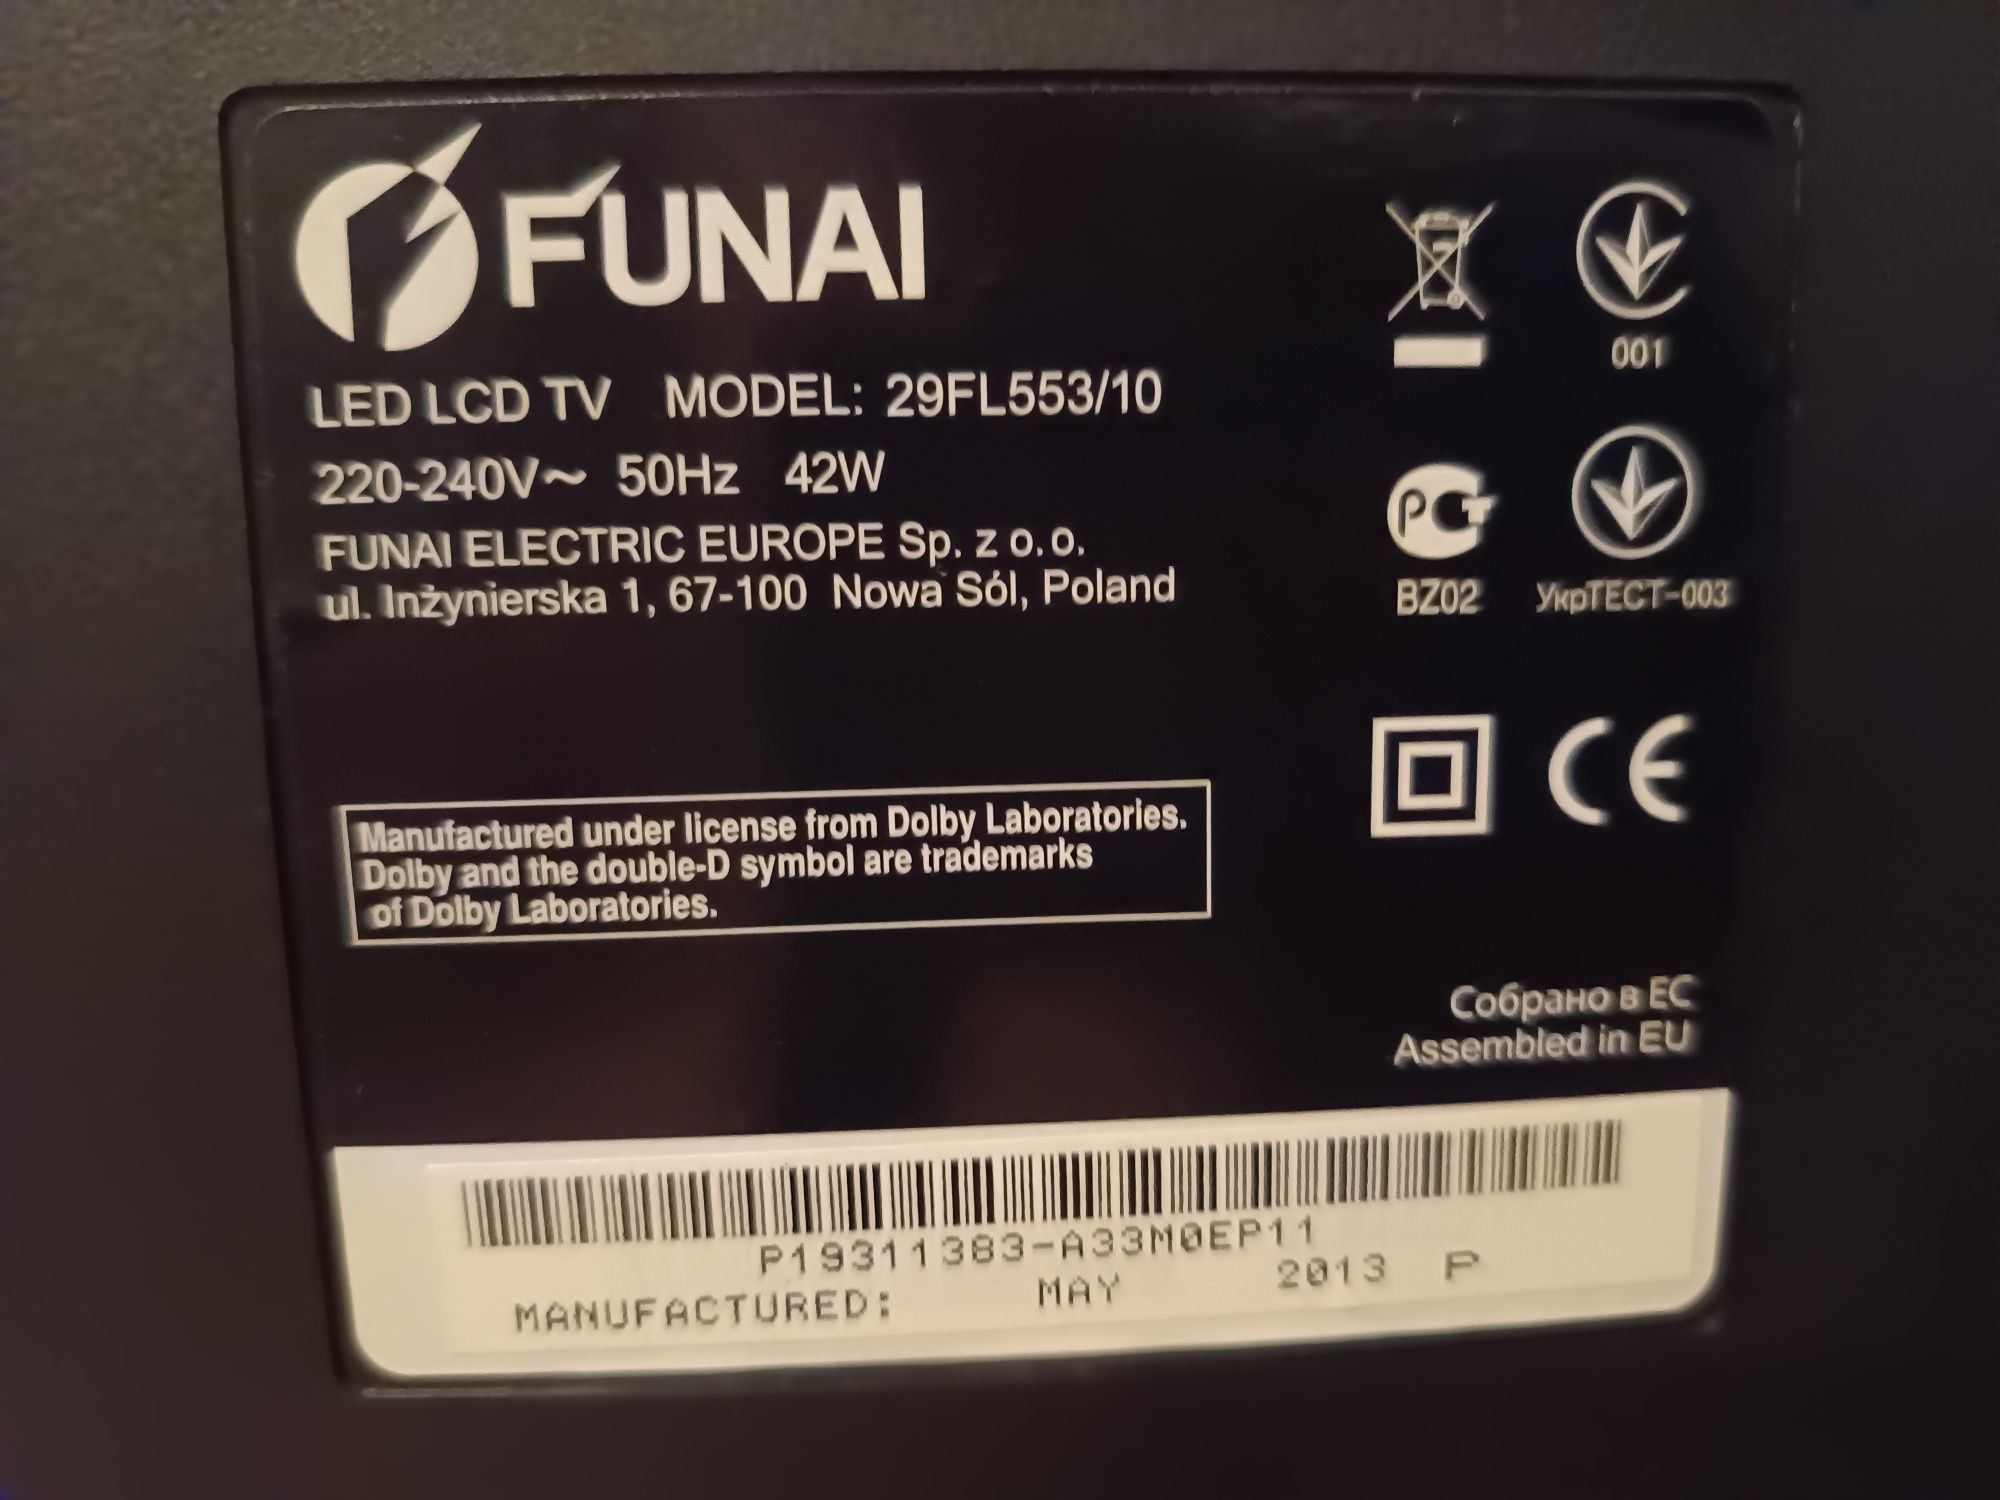 FUNAI
LED LCD TV MODEL: 29FL553/10
220-240V~ 50Hz 42W
FUNAI ELECTRIC EUROPE Sp. z o.o.
ul. Inżynierska 1, 67-100 Nowa Sól, Poland
001
BZ02
УкрТЕСТ-003
Manufactured under license from Dolby Laboratories.
Dolby and the double-D symbol are trademarks
of Dolby Laboratories.
CE
Собрано в ЕС
Assembled in EU
P19311383-A33M0EP11
MANUFACTURED: MAY 2013 P